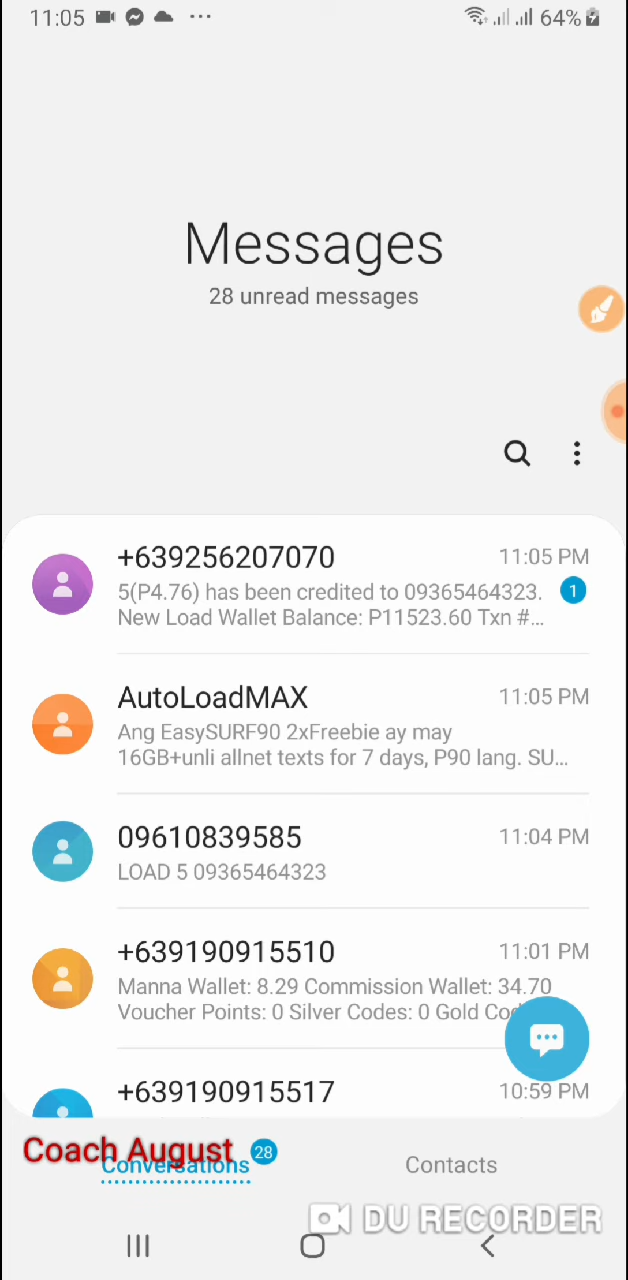 11:05
64%
Messages
28 unread messages
+639256207070
11:05 PM
5(P4.76) has been credited to 09365464323.
1
New Load Wallet Balance: P11523.60 Txn #...
AutoLoadMAX
11:05 PM
Ang EasySURF90 2xFreebie ay may
16GB+unli allnet texts for 7 days, P90 lang. SU...
09610839585
11:04 PM
LOAD 5 09365464323
+639190915510
11:01 PM
Manna Wallet: 8.29 Commission Wallet: 34.70
Voucher Points: 0 Silver Codes: 0 Gold
+639190915517
10:59 PM
Coach August
28
Conversations
Contacts
DU RECORDER